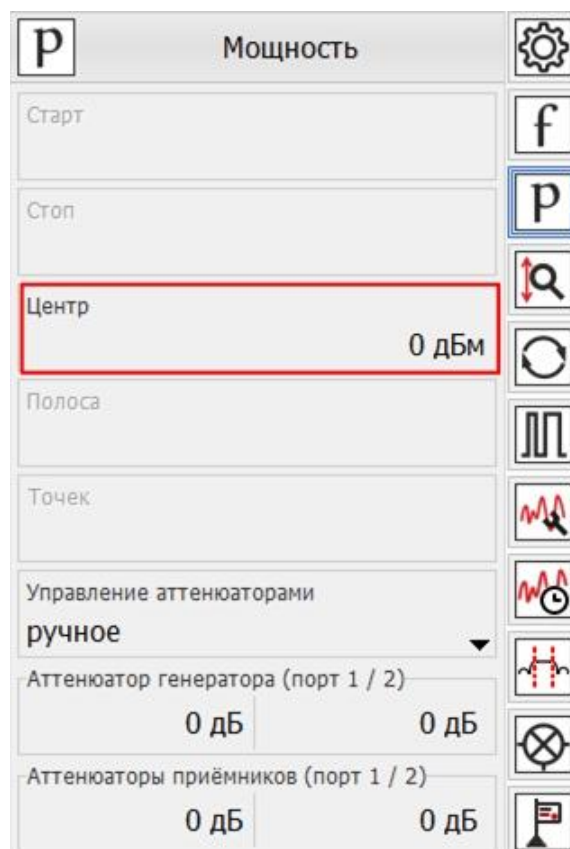 p Мощность
Старт
f
Стоп
p
Центр
0 дБм
Полоса
Точек
Управление аттенюаторами
ручное
Аттенюатор генератора (порт 1 / 2)
0 дБ 0 дБ
Аттенюаторы приёмников (порт 1 / 2)
0 дБ 0 дБ